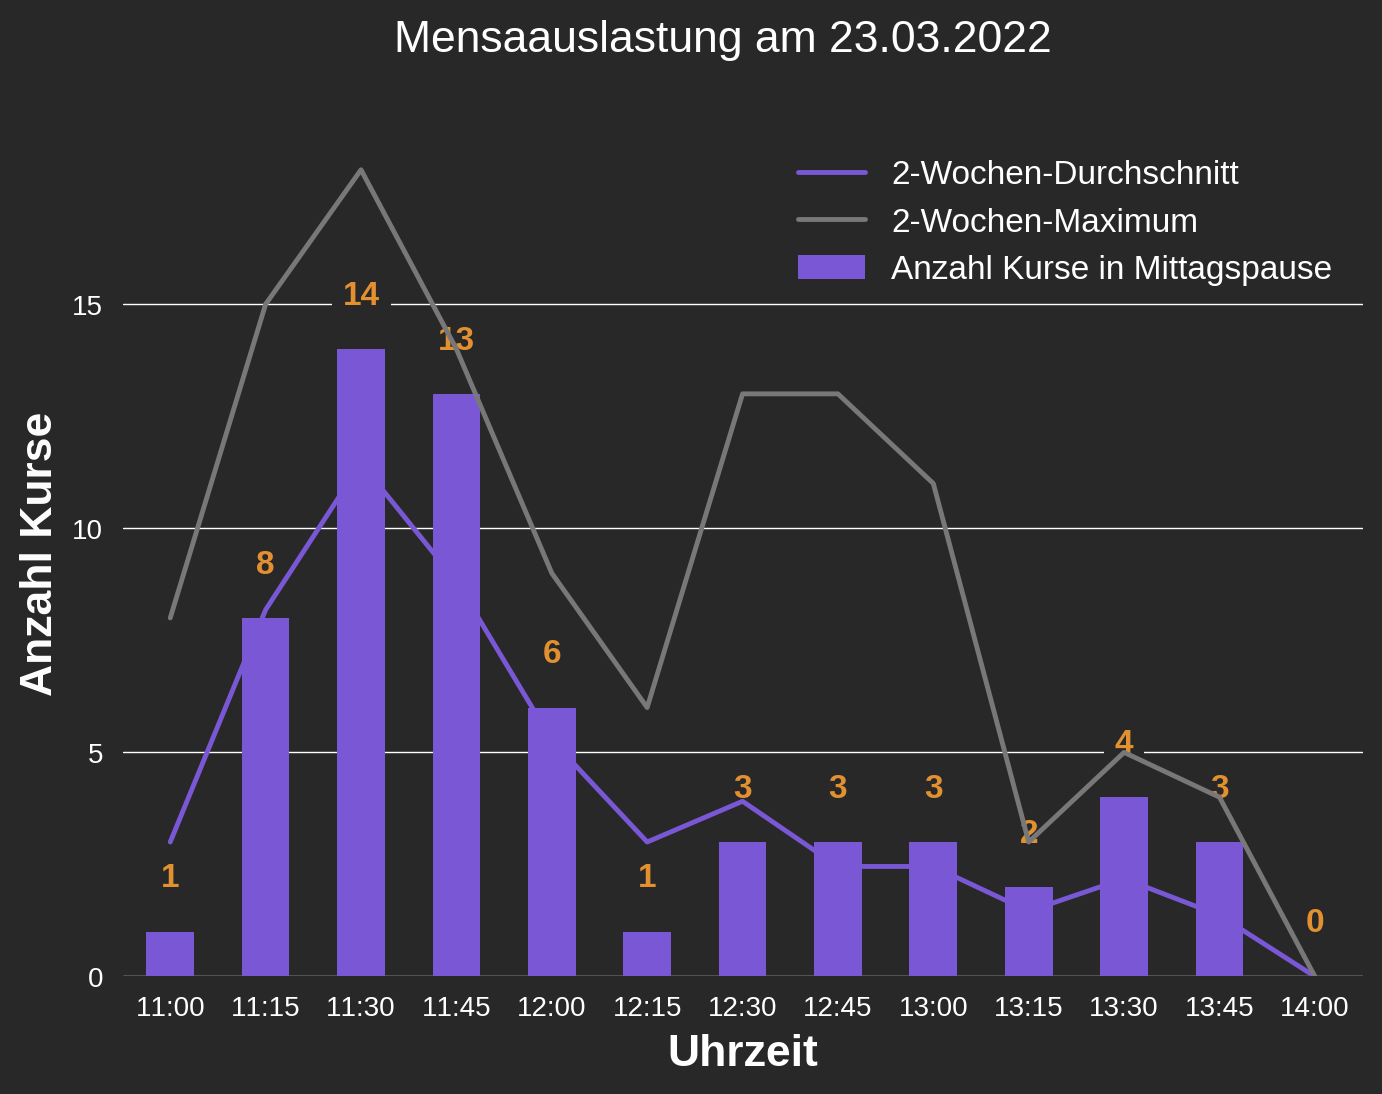 Mensaauslastung am 23.03.2022
2-Wochen-Durchschnitt
2-Wochen-Maximum
Anzahl Kurse in Mittagspause
Anzahl Kurse
15
10
5
0
1
8
14
13
6
1
3
3
3
2
4
3
0
11:00 11:15 11:30 11:45 12:00 12:15 12:30 12:45 13:00 13:15 13:30 13:45 14:00
Uhrzeit